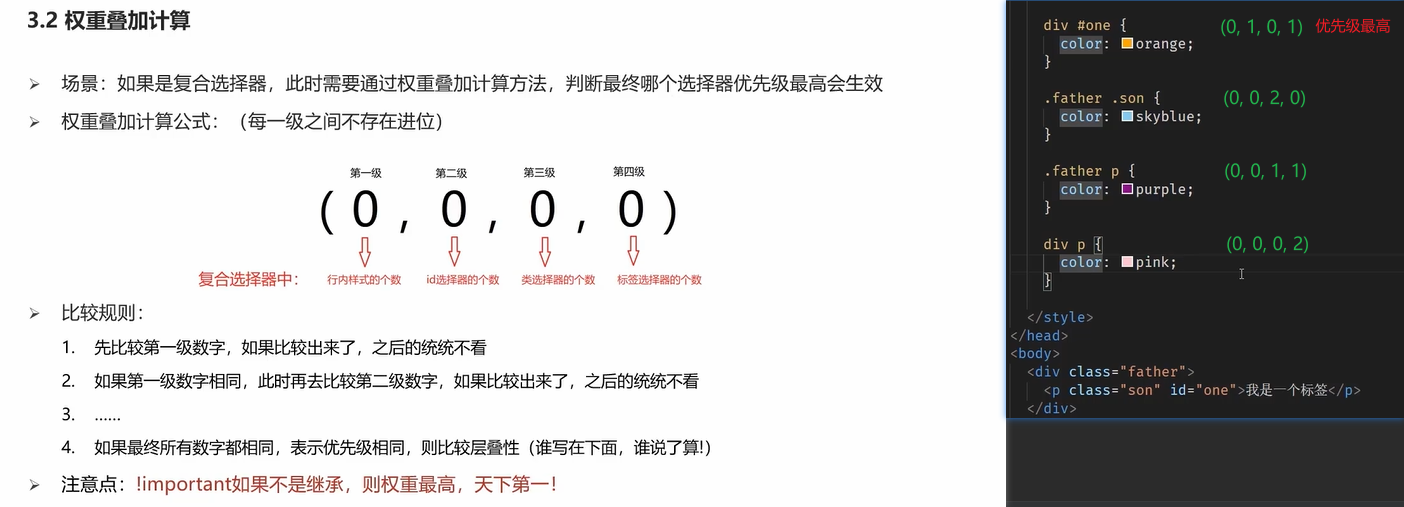 3.2 权重叠加计算
➢ 场景：如果是复合选择器，此时需要通过权重叠加计算方法，判断最终哪个选择器优先级最高会生效
➢ 权重叠加计算公式：（每一级之间不存在进位）
第一级 第二级 第三级 第四级
( 0 , 0 , 0 , 0 )
复合选择器中： 行内样式的个数 id选择器的个数 类选择器的个数 标签选择器的个数
➢ 比较规则：
1. 先比较第一级数字，如果比较出来了，之后的统统不看
2. 如果第一级数字相同，此时再去比较第二级数字，如果比较出来了，之后的统统不看
3. ……
4. 如果最终所有数字都相同，表示优先级相同，则比较层叠性（谁写在下面，谁说了算!）
➢ 注意点：!important如果不是继承，则权重最高，天下第一!
div #one { (0, 1, 0, 1) 优先级最高
color: orange;
}
.father .son { (0, 0, 2, 0)
color: skyblue;
}
.father p { (0, 0, 1, 1)
color: purple;
}
div p { (0, 0, 0, 2)
color: pink;
}
</style>
</head>
<body>
<div class="father">
<p class="son" id="one">我是一个标签</p>
</div>